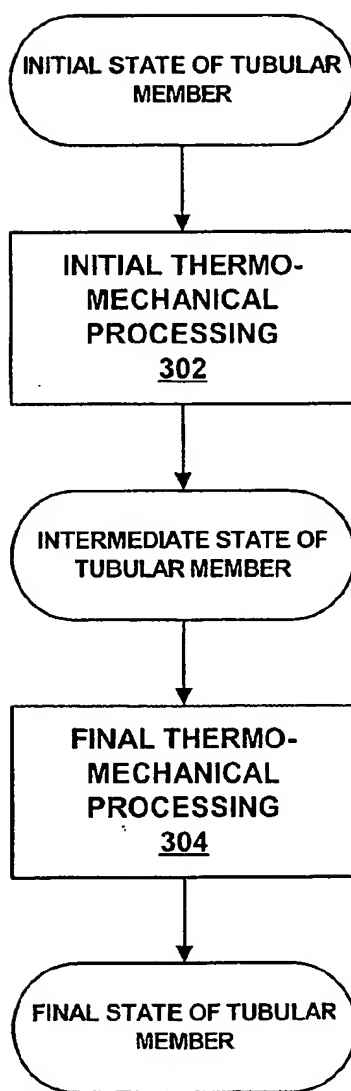 INITIAL STATE OF TUBULAR
MEMBER
INITIAL THERMO-
MECHANICAL
PROCESSING
302
INTERMEDIATE STATE OF
TUBULAR MEMBER
FINAL THERMO-
MECHANICAL
PROCESSING
304
FINAL STATE OF TUBULAR
MEMBER